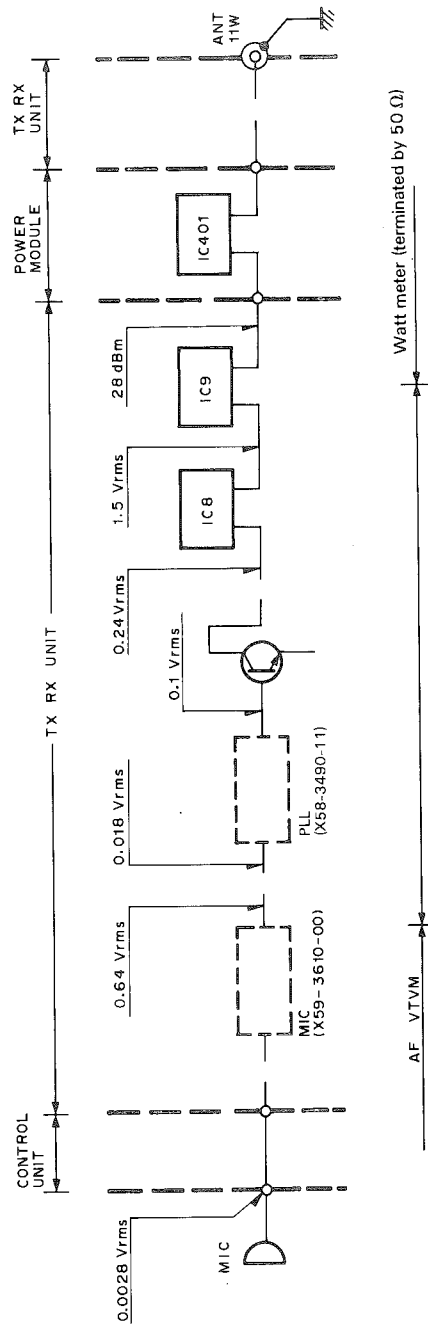 CONTROL
UNIT
TX RX UNIT
POWER
MODULE
TX RX
UNIT
0.0028 Vrms
0.64 Vrms
0.018 Vrms
0.1 Vrms
0.24 Vrms
1.5 Vrms
28 dBm
ANT
11W
MIC
MIC
(X59-3610-00)
PLL
(X58-3490-11)
IC8
IC9
IC401
AF VTVM
Watt meter (terminated by 50 Ω)